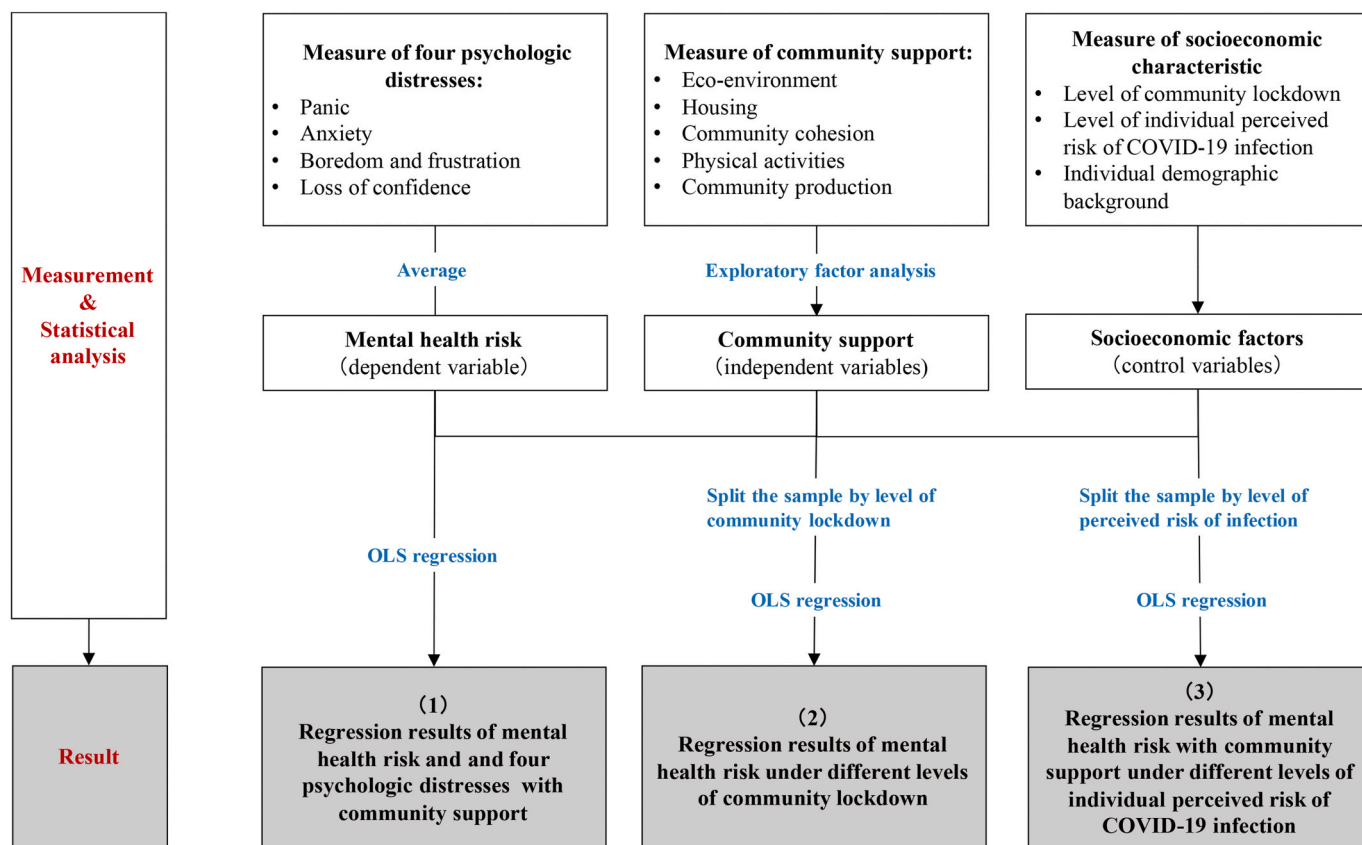 Measure of four psychologic
distresses:
• Panic
• Anxiety
• Boredom and frustration
• Loss of confidence
Measure of community support:
• Eco-environment
• Housing
• Community cohesion
• Physical activities
• Community production
Measure of socioeconomic
characteristic
• Level of community lockdown
• Level of individual perceived
risk of COVID-19 infection
• Individual demographic
background
Measurement
&
Statistical
analysis
Average
Exploratory factor analysis
Mental health risk
（dependent variable）
Community support
（independent variables)
Socioeconomic factors
（control variables）
OLS regression
Split the sample by level of
community lockdown
OLS regression
Split the sample by level of
perceived risk of infection
OLS regression
Result
（1）
Regression results of mental
health risk and and four
psychologic distresses with
community support
（2）
Regression results of mental
health risk under different levels
of community lockdown
（3）
Regression results of mental
health risk with community
support under different levels of
individual perceived risk of
COVID-19 infection